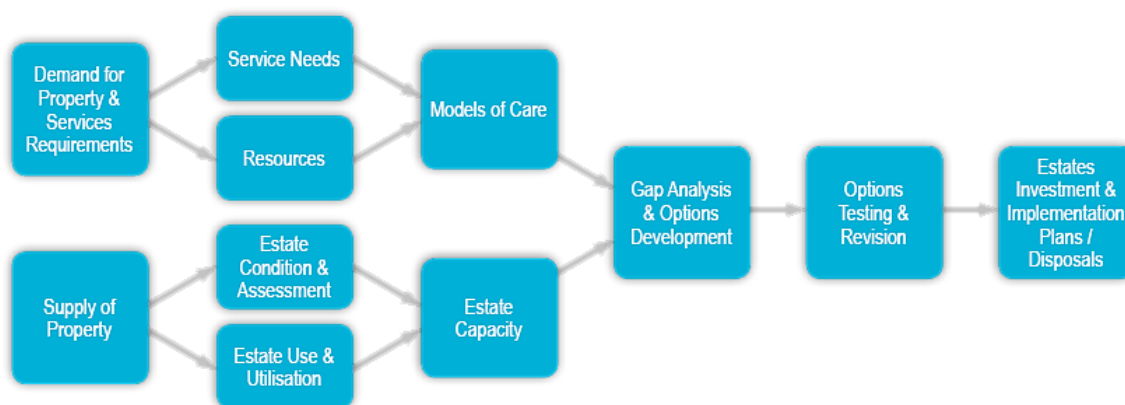 Demand for
Property &
Services
Requirements
Service Needs
Resources
Models of Care
Supply of
Property
Estate
Condition &
Assessment
Estate Use &
Utilisation
Estate
Capacity
Gap Analysis
& Options
Development
Options
Testing &
Revision
Estates
Investment &
Implementation
Plans /
Disposals